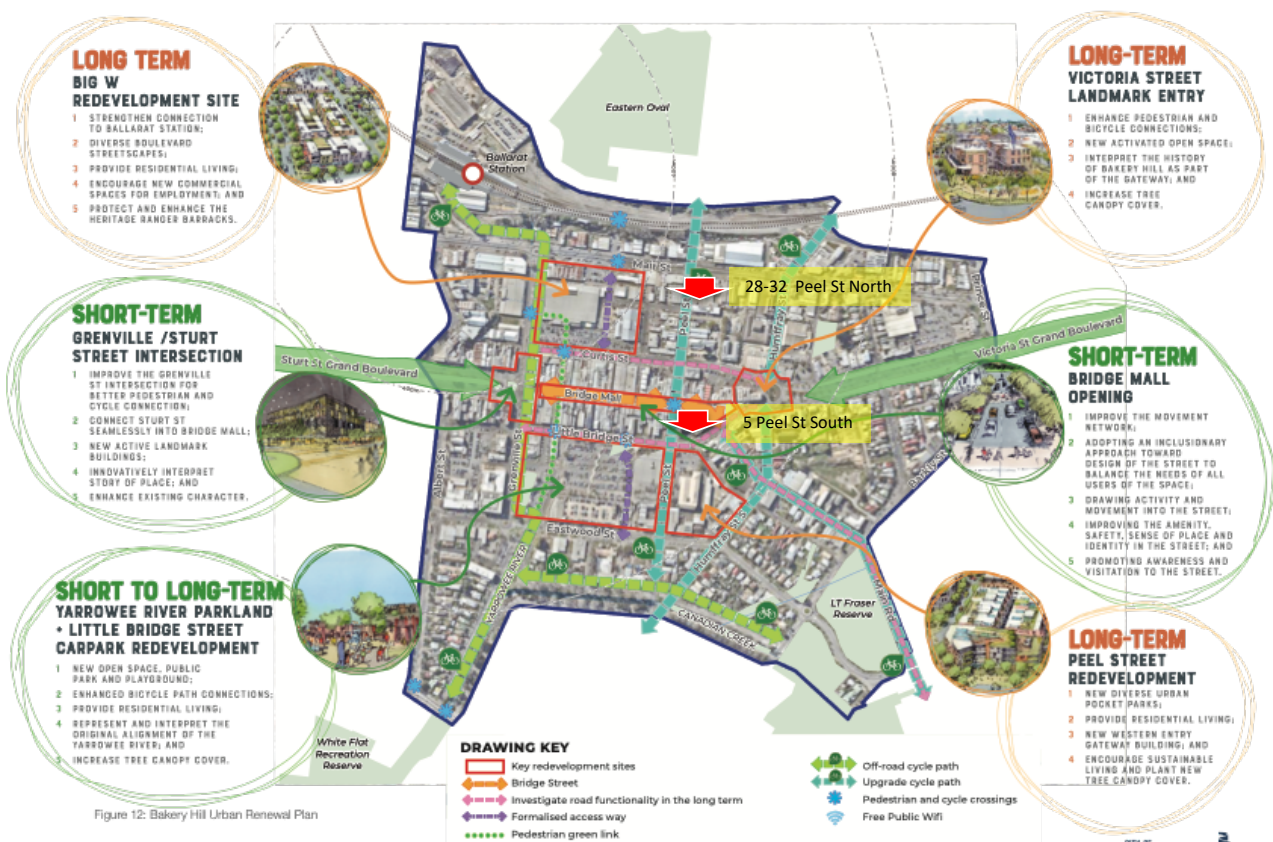 LONG TERM
BIG W
REDEVELOPMENT SITE
1 STRENGTHEN CONNECTION
TO BALLARAT STATION;
2 DIVERSE BOULEVARD
STREETSCAPES;
3 PROVIDE RESIDENTIAL LIVING;
4 ENCOURAGE NEW COMMERCIAL
SPACES FOR EMPLOYMENT; AND
5 PROTECT AND ENHANCE THE
HERITAGE RANGER BARRACKS.
SHORT-TERM
GRENVILLE /STURT
STREET INTERSECTION
1 IMPROVE THE GRENVILLE
ST INTERSECTION FOR
BETTER PEDESTRIAN AND
CYCLE CONNECTION;
2 CONNECT STURT ST
SEAMLESSLY INTO BRIDGE MALL;
3 NEW ACTIVE LANDMARK
BUILDINGS;
4 INNOVATIVELY INTERPRET
STORY OF PLACE; AND
5 ENHANCE EXISTING CHARACTER.
SHORT TO LONG-TERM
YARROWEE RIVER PARKLAND
+ LITTLE BRIDGE STREET
CARPARK REDEVELOPMENT
1 NEW OPEN SPACE, PUBLIC
PARK AND PLAYGROUND;
2 ENHANCED BICYCLE PATH CONNECTIONS;
3 PROVIDE RESIDENTIAL LIVING;
4 REPRESENT AND INTERPRET THE
ORIGINAL ALIGNMENT OF THE
YARROWEE RIVER; AND
5 INCREASE TREE CANOPY COVER.
Eastern Oval
Ballarat
Station
Mall St
Peel S
28-32 Peel St North
Humffray St
Prince St
Curtis St
Sturt St Grand Boulevard
Victoria St Grand Boulevard
Bridge Mall
5 Peel St South
Little Bridge St
Grenville St
Albert St
Peel St
Barkly St
Eastwood St
Humffray St S
YARROWEE RIVER
CANADIAN CREEK
LT Fraser
Reserve
Main Rd
White Flat
Recreation
Reserve
LONG-TERM
VICTORIA STREET
LANDMARK ENTRY
1 ENHANCE PEDESTRIAN AND
BICYCLE CONNECTIONS;
2 NEW ACTIVATED OPEN SPACE;
3 INTERPRET THE HISTORY
OF BAKERY HILL AS PART
OF THE GATEWAY; AND
4 INCREASE TREE
CANOPY COVER.
SHORT-TERM
BRIDGE MALL
OPENING
1 IMPROVE THE MOVEMENT
NETWORK;
2 ADOPTING AN INCLUSIONARY
APPROACH TOWARD
DESIGN OF THE STREET TO
BALANCE THE NEEDS OF ALL
USERS OF THE SPACE;
3 DRAWING ACTIVITY AND
MOVEMENT INTO THE STREET;
4 IMPROVING THE AMENITY,
SAFETY, SENSE OF PLACE AND
IDENTITY IN THE STREET; AND
5 PROMOTING AWARENESS AND
VISITATION TO THE STREET.
LONG-TERM
PEEL STREET
REDEVELOPMENT
1 NEW DIVERSE URBAN
POCKET PARKS;
2 PROVIDE RESIDENTIAL LIVING;
3 NEW WESTERN ENTRY
GATEWAY BUILDING; AND
4 ENCOURAGE SUSTAINABLE
LIVING AND PLANT NEW
TREE CANOPY COVER.
DRAWING KEY
Key redevelopment sites
Bridge Street
Investigate road functionality in the long term
Formalised access way
Pedestrian green link
Off-road cycle path
Upgrade cycle path
Pedestrian and cycle crossings
Free Public Wifi
Figure 12: Bakery Hill Urban Renewal Plan